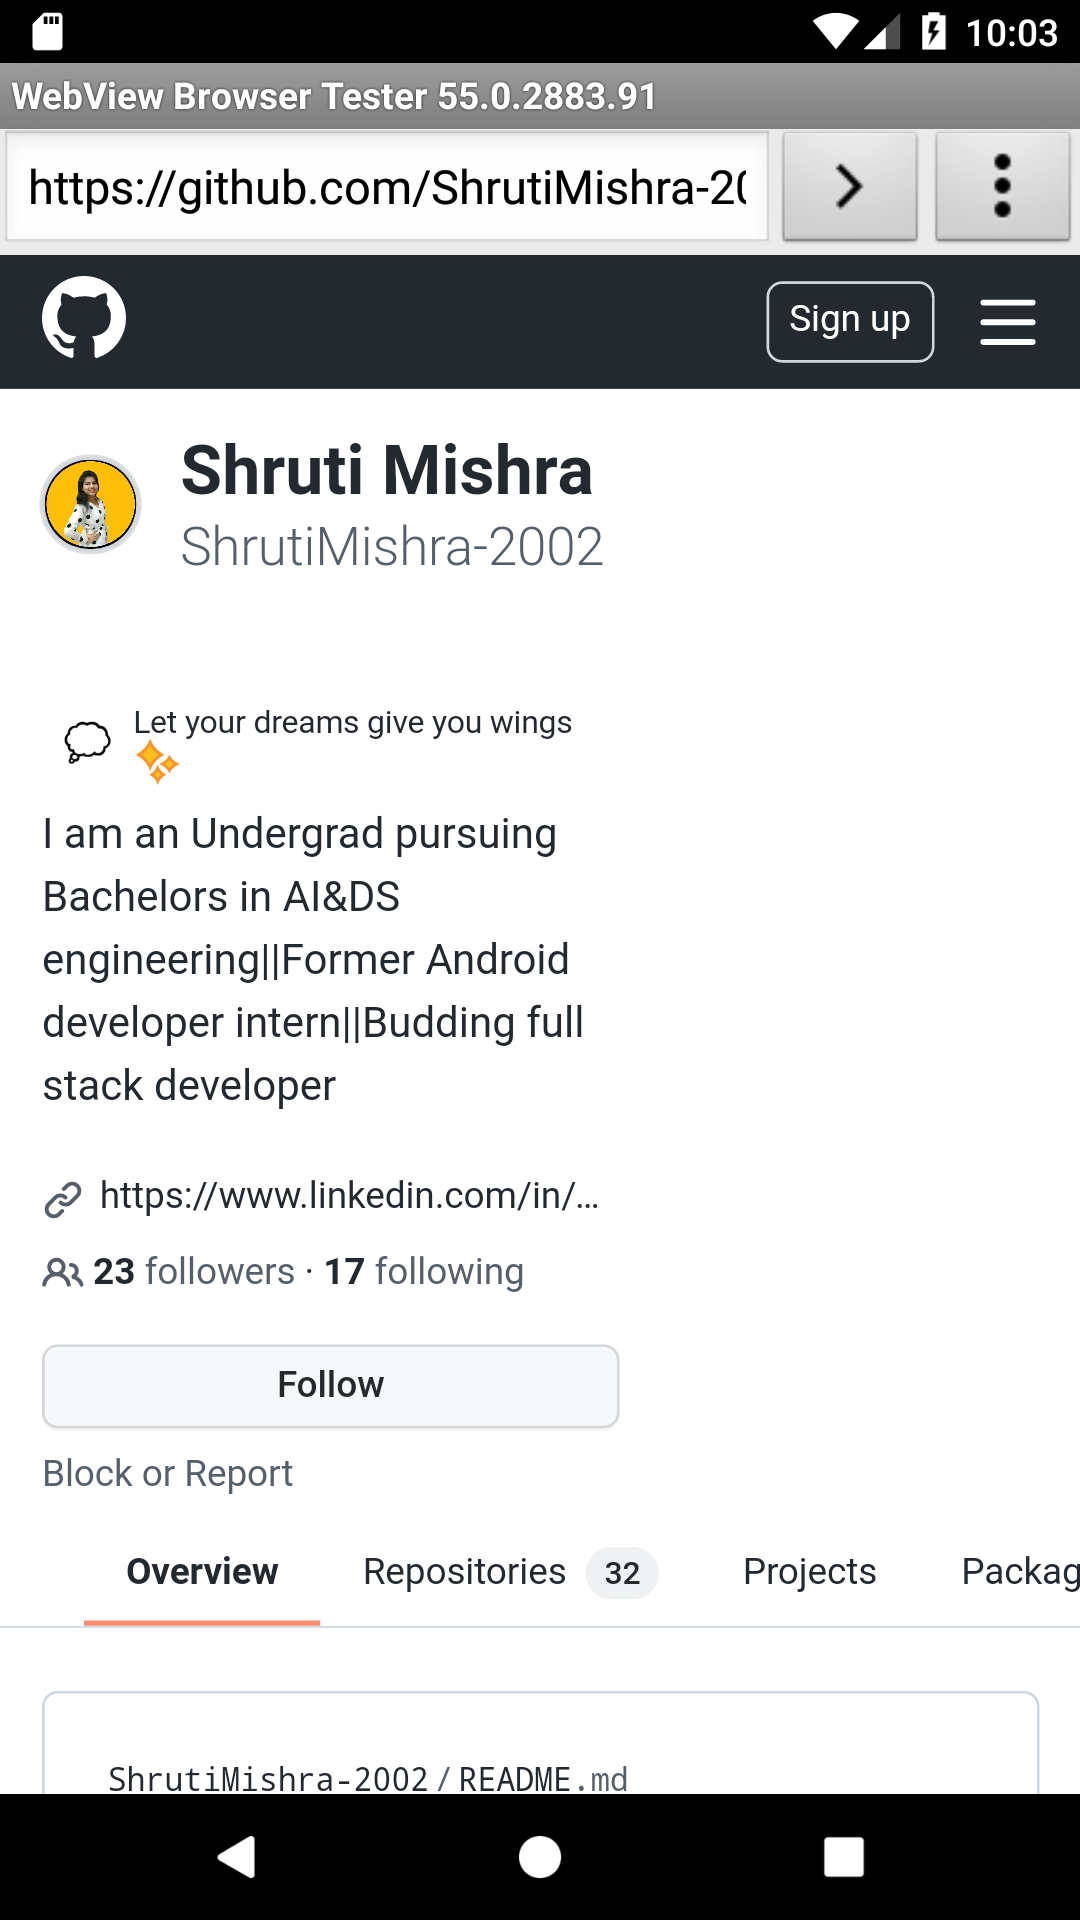 10:03
WebView Browser Tester 55.0.2883.91
https://github.com/ShrutiMishra-20
Sign up
Shruti Mishra
ShrutiMishra-2002
Let your dreams give you wings
✨
I am an Undergrad pursuing
Bachelors in AI&DS
engineering||Former Android
developer intern||Budding full
stack developer
https://www.linkedin.com/in/…
23 followers · 17 following
Follow
Block or Report
Overview Repositories 32 Projects Packag
ShrutiMishra-2002/README.md